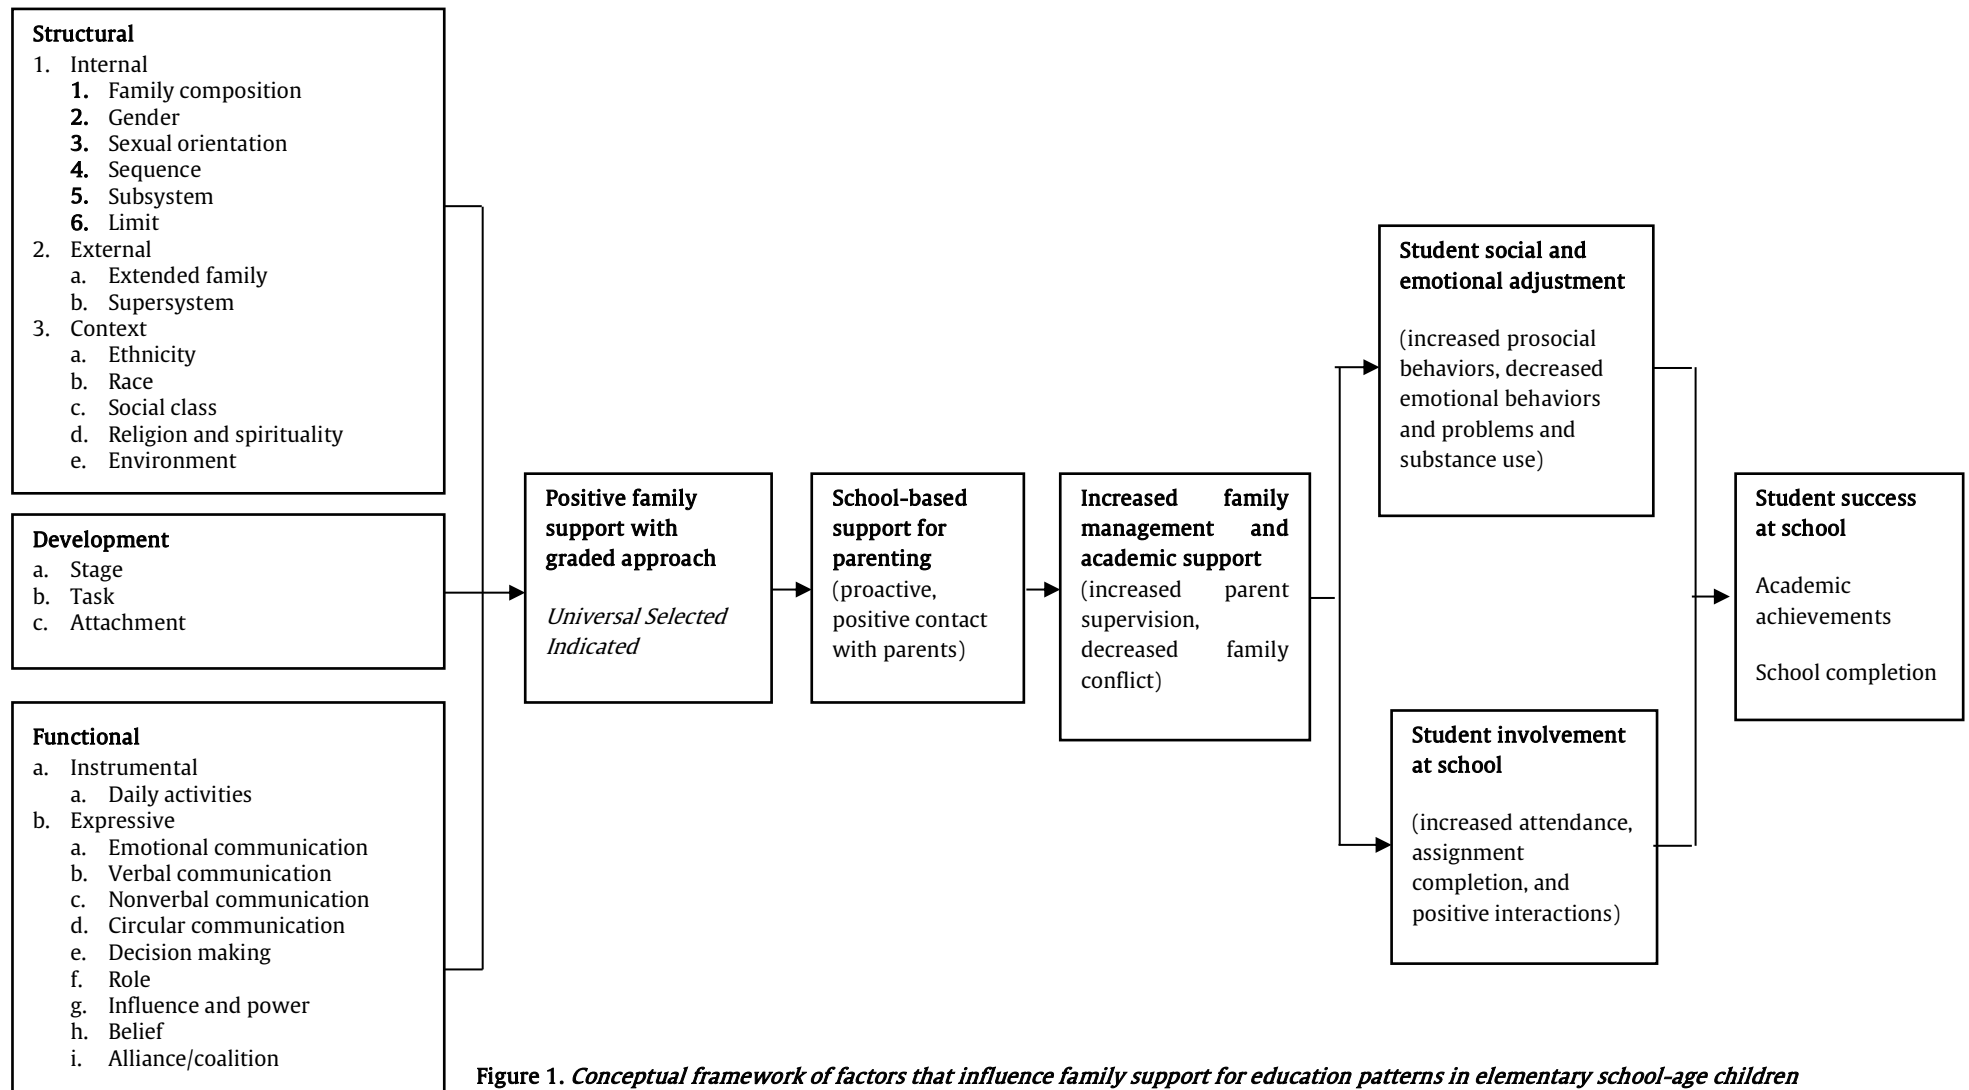 Structural
1. Internal
1. Family composition
2. Gender
3. Sexual orientation
4. Sequence
5. Subsystem
6. Limit
2. External
a. Extended family
b. Supersystem
3. Context
a. Ethnicity
b. Race
c. Social class
d. Religion and spirituality
e. Environment
Development
a. Stage
b. Task
c. Attachment
Functional
a. Instrumental
a. Daily activities
b. Expressive
a. Emotional communication
b. Verbal communication
c. Nonverbal communication
d. Circular communication
e. Decision making
f. Role
g. Influence and power
h. Belief
i. Alliance/coalition
Positive family
support with
graded approach
Universal Selected
Indicated
School-based
support for
parenting
(proactive,
positive contact
with parents)
Increased family
management and
academic support
(increased parent
supervision,
decreased family
conflict)
Student social and
emotional adjustment
(increased prosocial
behaviors, decreased
emotional behaviors
and problems and
substance use)
Student involvement
at school
(increased attendance,
assignment
completion, and
positive interactions)
Student success
at school
Academic
achievements
School completion
Figure 1. Conceptual framework of factors that influence family support for education patterns in elementary school-age children